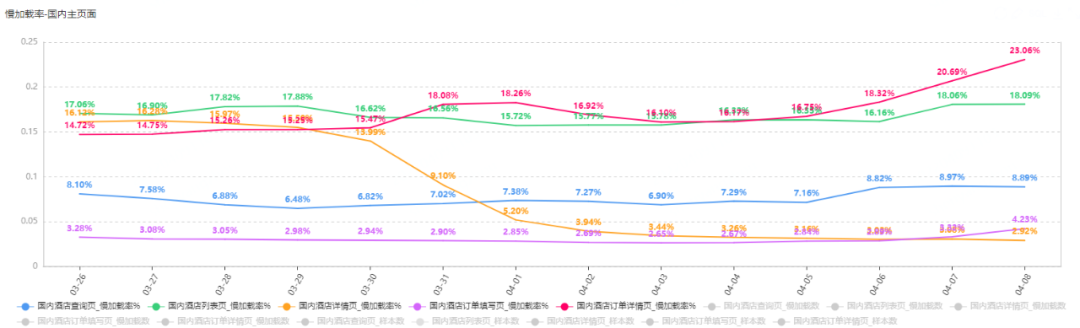 慢加载率-国内主页面
0.25
23.06%
20.69%
0.2
17.06% 16.90% 17.82% 17.88% 16.62% 18.08% 18.26% 16.92% 16.10% 18.32% 18.06% 18.09%
16.13% 16.28% 15.97% 16.56% 15.72% 15.77% 15.78% 16.17% 16.75% 16.16%
0.15
14.72% 14.75% 15.26% 15.25% 15.47%
13.99%
0.1
8.10% 7.58% 6.88% 6.48% 6.82% 9.10% 7.38% 7.27% 6.90% 7.29% 7.16% 8.82% 8.97% 8.89%
7.02%
0.05
3.28% 3.08% 3.05% 2.98% 2.94% 2.90% 5.20% 3.94% 3.44% 3.26% 4.23%
2.85% 2.69% 2.65% 2.67% 2.84% 2.92%
0
03-26 03-27 03-28 03-29 03-30 03-31 04-01 04-02 04-03 04-04 04-05 04-06 04-07 04-08
国内酒店查询页_慢加载率% 国内酒店列表页_慢加载率% 国内酒店详情页_慢加载率% 国内酒店订单填写页_慢加载率% 国内酒店订单详情页_慢加载率% 国内酒店查询页_慢加载数 国内酒店列表页_慢加载数 国内酒店详情页_慢加载数
国内酒店订单填写页_慢加载数 国内酒店订单详情页_慢加载数 国内酒店查询页_样本数 国内酒店列表页_样本数 国内酒店详情页_样本数 国内酒店订单填写页_样本数 国内酒店订单详情页_样本数